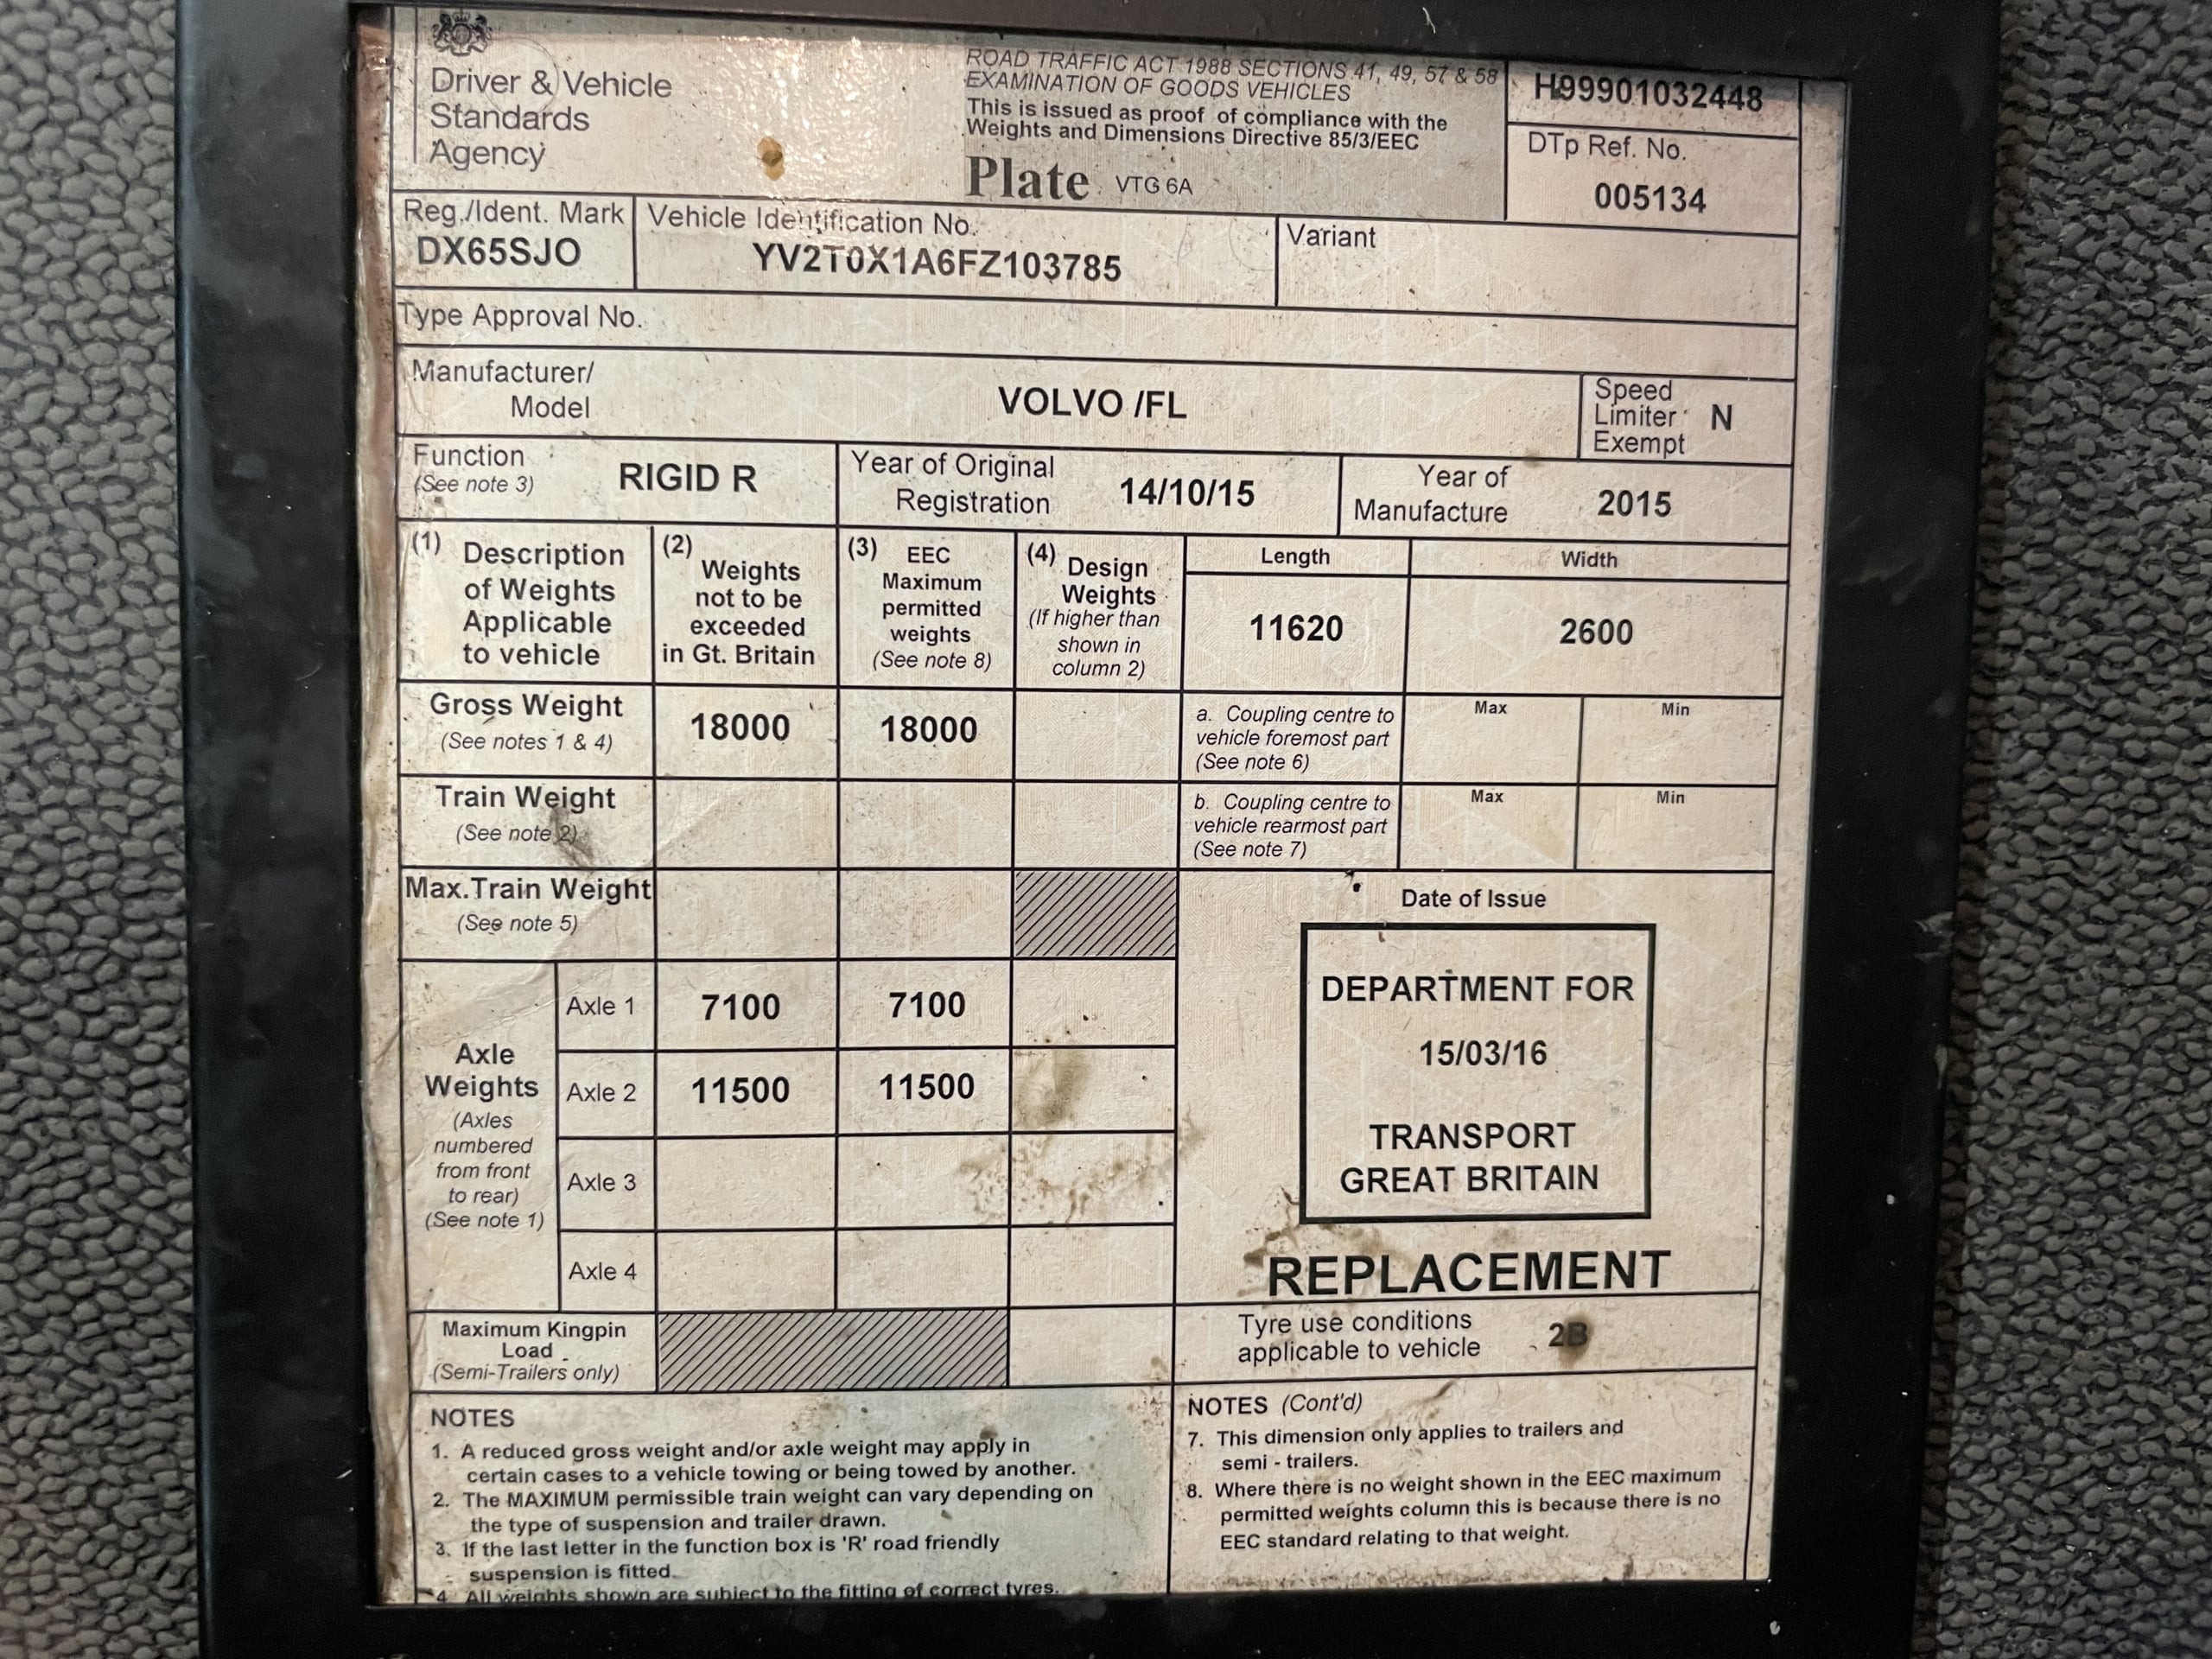 Driver & Vehicle
Standards
Agency
ROAD TRAFFIC ACT 1988 SECTIONS 41, 49, 57 & 58
EXAMINATION OF GOODS VEHICLES
This is issued as proof of compliance with the
Weights and Dimensions Directive 85/3/EEC
Plate VTG 6A
H99901032448
DTp Ref. No.
005134
Reg./Ident. Mark
DX65SJO
Vehicle Identification No.
YV2T0X1A6FZ103785
Variant
Type Approval No.
Manufacturer/
Model
VOLVO /FL
Speed
Limiter
Exempt
N
Function
(See note 3)
RIGID R
Year of Original
Registration
14/10/15
Year of
Manufacture
2015
(1) Description
of Weights
Applicable
to vehicle
(2) Weights
not to be
exceeded
in Gt. Britain
(3) EEC
Maximum
permitted
weights
(See note 8)
(4) Design
Weights
(If higher than
shown in
column 2)
Length
11620
Width
2600
Gross Weight
(See notes 1 & 4)
18000
18000
a. Coupling centre to
vehicle foremost part
(See note 6)
Max
Min
Train Weight
(See note 2)
b. Coupling centre to
vehicle rearmost part
(See note 7)
Max
Min
Max.Train Weight
(See note 5)
Date of Issue
DEPARTMENT FOR
15/03/16
TRANSPORT
GREAT BRITAIN
REPLACEMENT
Axle
Weights
(Axles
numbered
from front
to rear)
(See note 1)
Axle 1
7100
7100
Axle 2
11500
11500
Axle 3
Axle 4
Maximum Kingpin
Load
(Semi-Trailers only)
Tyre use conditions
applicable to vehicle
2B
NOTES
1. A reduced gross weight and/or axle weight may apply in
certain cases to a vehicle towing or being towed by another.
2. The MAXIMUM permissible train weight can vary depending on
the type of suspension and trailer drawn.
3. If the last letter in the function box is 'R' road friendly
suspension is fitted.
4. All weights shown are subject to the fitting of correct tyres.
NOTES (Cont'd)
7. This dimension only applies to trailers and
semi - trailers.
8. Where there is no weight shown in the EEC maximum
permitted weights column this is because there is no
EEC standard relating to that weight.